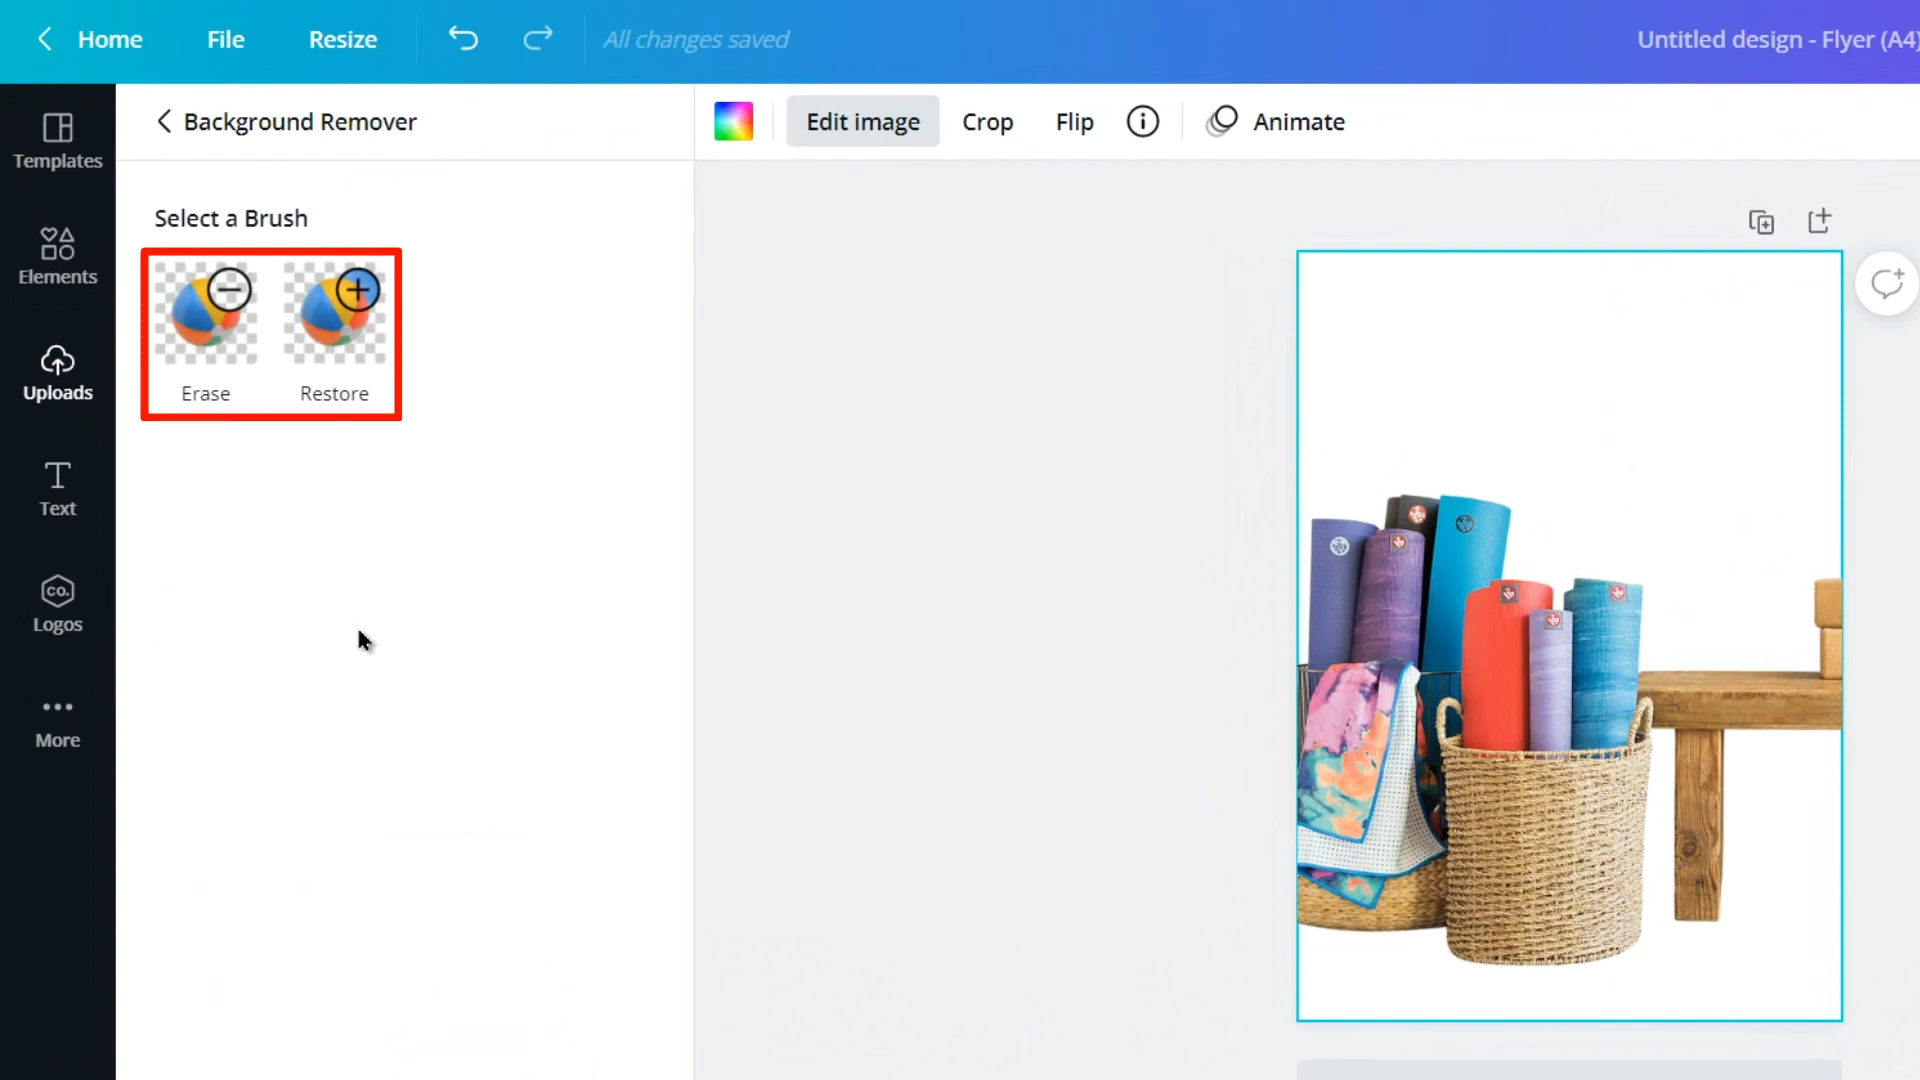 Home File Resize All changes saved Untitled design - Flyer (A4)
Background Remover
Edit image Crop Flip Animate
Templates
Elements
Uploads
Text
CO.
Logos
More
Select a Brush
Erase Restore